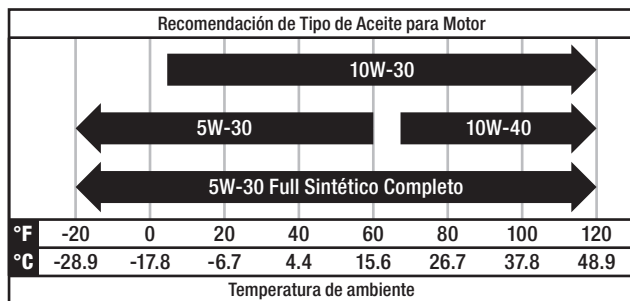 Recomendación de Tipo de Aceite para Motor
10W-30
5W-30 10W-40
5W-30 Full Sintético Completo
°F -20 0 20 40 60 80 100 120
°C -28.9 -17.8 -6.7 4.4 15.6 26.7 37.8 48.9
Temperatura de ambiente